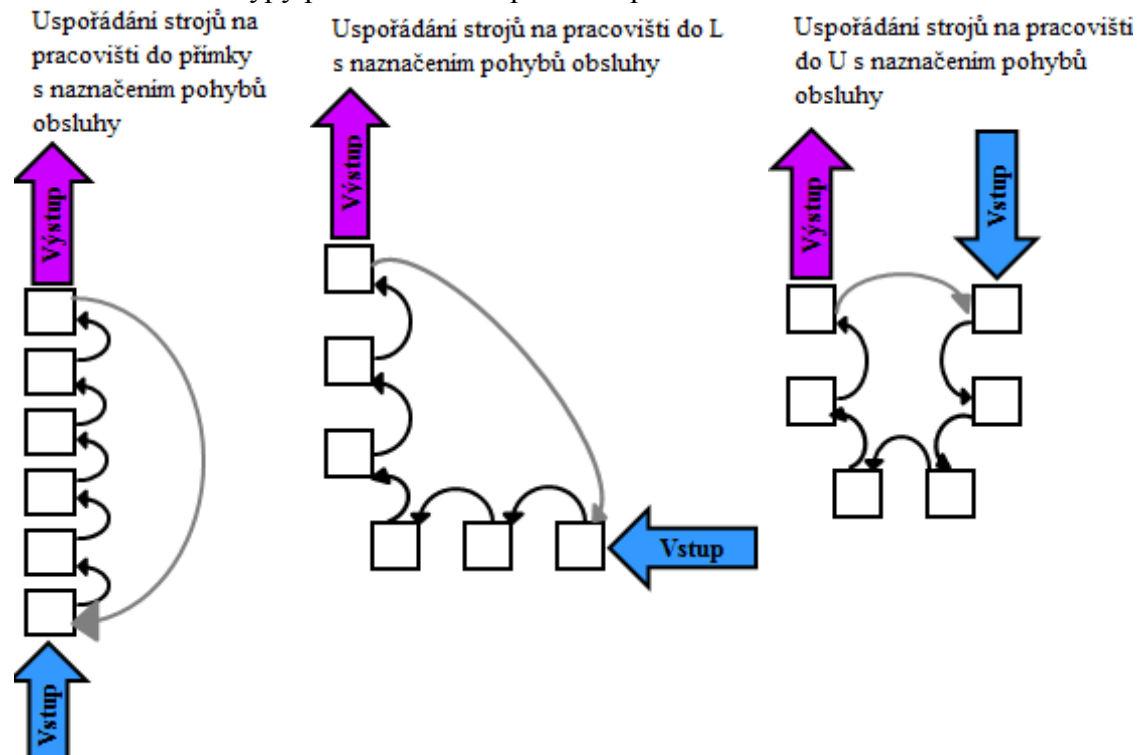 Uspořádání strojů na
pracovišti do přímky
s naznačením pohybů
obsluhy
Výstup
Vstup
Uspořádání strojů na pracovišti do L
s naznačením pohybů obsluhy
Výstup
Vstup
Uspořádání strojů na pracovišti
do U s naznačením pohybů
obsluhy
Výstup
Vstup